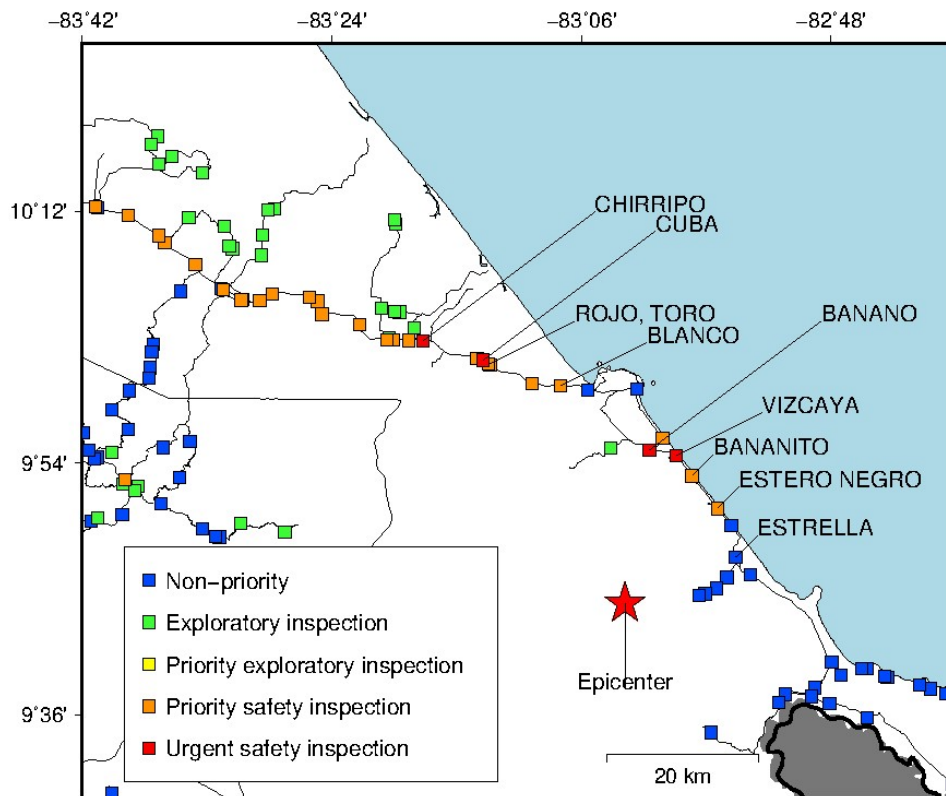 −83˚42' −83˚24' −83˚06' −82˚48'
10˚12'
CHIRRIPO
CUBA
ROJO, TORO
BANANO
BLANCO
VIZCAYA
9˚54'
BANANITO
ESTERO NEGRO
ESTRELLA
Non−priority
Exploratory inspection
Priority exploratory inspection
Epicenter
Priority safety inspection
9˚36'
Urgent safety inspection
20 km